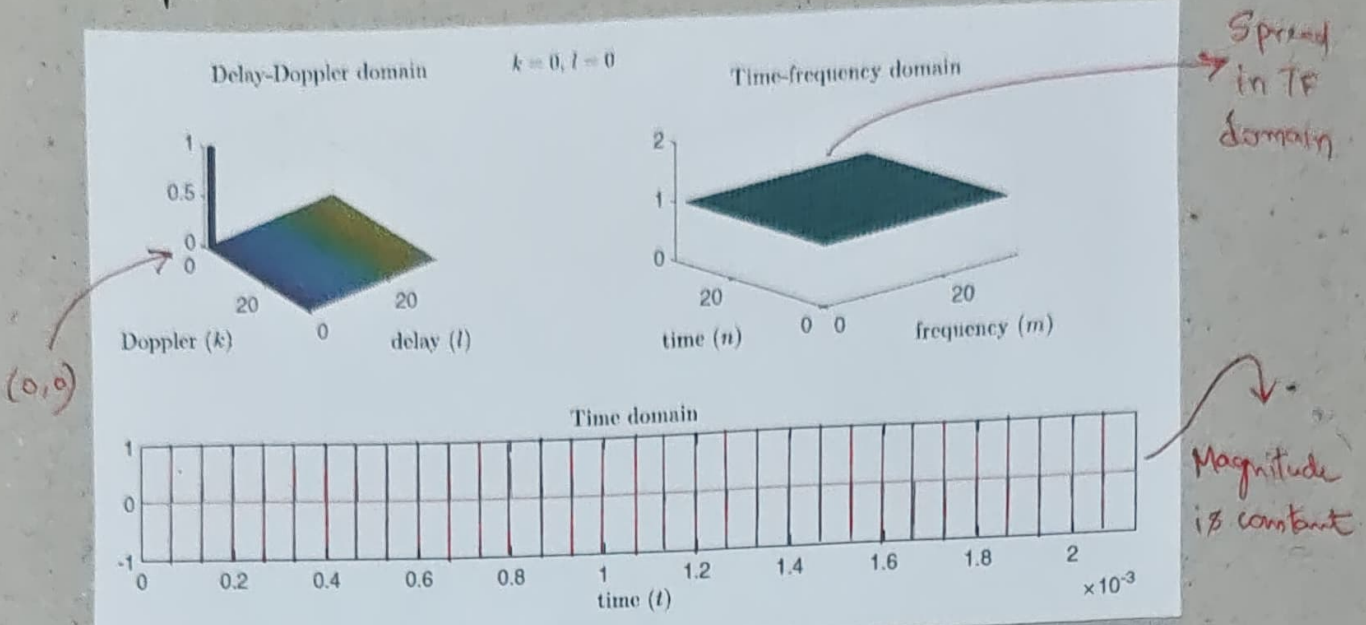 Delay-Doppler domain
k = 0, l = 0
Time-frequency domain
Spread
in TF
domain
1
0.5
0
0
20
Doppler (k)
0
20
delay (l)
2
1
0
20
time (n)
0 0
20
frequency (m)
(0,0)
Time domain
1
0
-1
0 0.2 0.4 0.6 0.8 1 1.2 1.4 1.6 1.8 2
×10-3
time (t)
Magnitude
is constant